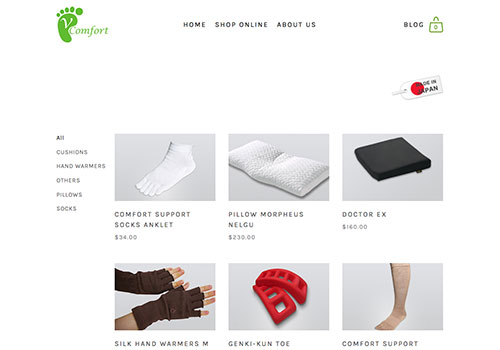 Comfort
HOME SHOP ONLINE ABOUT US
BLOG 0
MADE IN
JAPAN
All
CUSHIONS
HAND WARMERS
OTHERS
PILLOWS
SOCKS
COMFORT SUPPORT
SOCKS ANKLET
$34.00
PILLOW MORPHEUS
NELGU
$230.00
DOCTOR EX
$160.00
SILK HAND WARMERS M
GENKI-KUN TOE
COMFORT SUPPORT